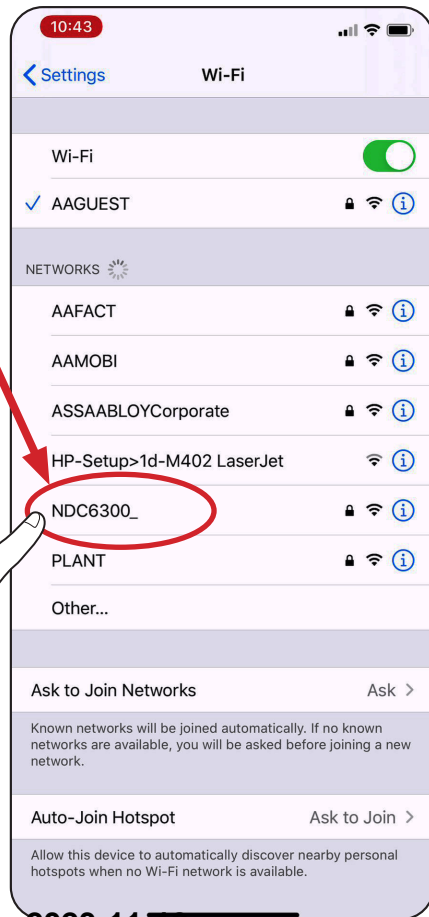 10:43
Settings Wi-Fi
Wi-Fi
AAGUEST
NETWORKS
AAFACT
AAMOBI
ASSAABLOYCorporate
HP-Setup>1d-M402 LaserJet
NDC6300_
PLANT
Other...
Ask to Join Networks Ask >
Known networks will be joined automatically. If no known
networks are available, you will be asked before joining a new
network.
Auto-Join Hotspot Ask to Join >
Allow this device to automatically discover nearby personal
hotspots when no Wi-Fi network is available.